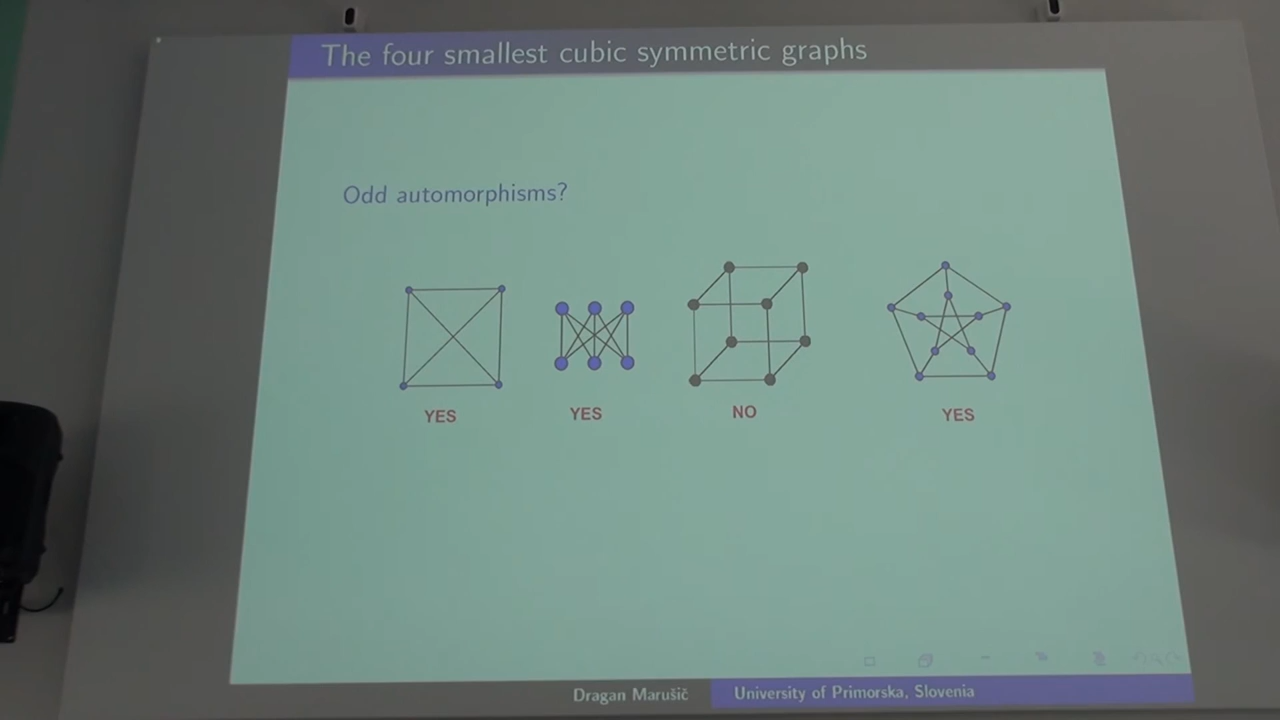 The four smallest cubic symmetric graphs
Odd automorphisms?
YES YES NO YES
Dragan Marušič University of Primorska, Slovenia